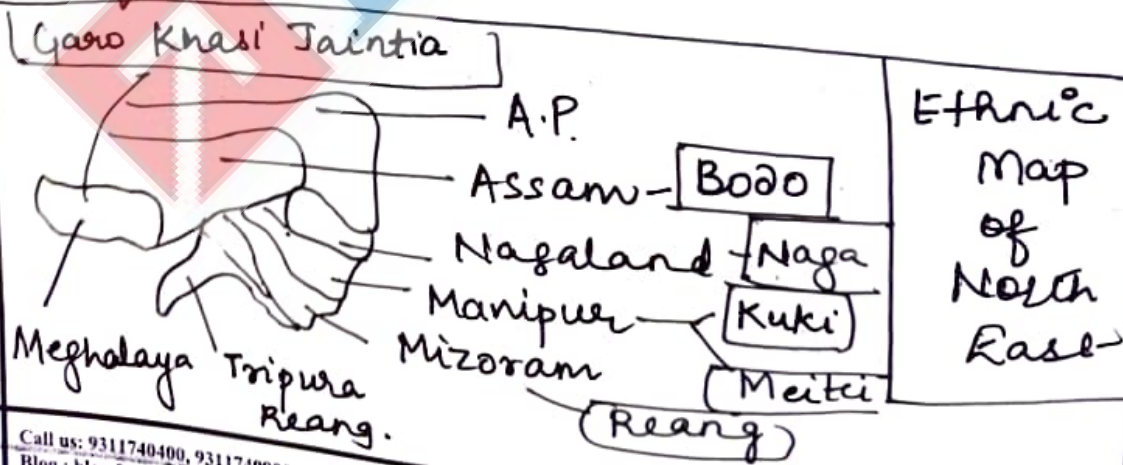 Garo Khasi Jaintia
A.P.
Assam - Bodo
Nagaland - Naga
Manipur - Kuki
Meitei
Mizoram
Reang
Meghalaya
Tripura
Reang.
Ethnic
Map
of
North
East
Call us: 9311740400,